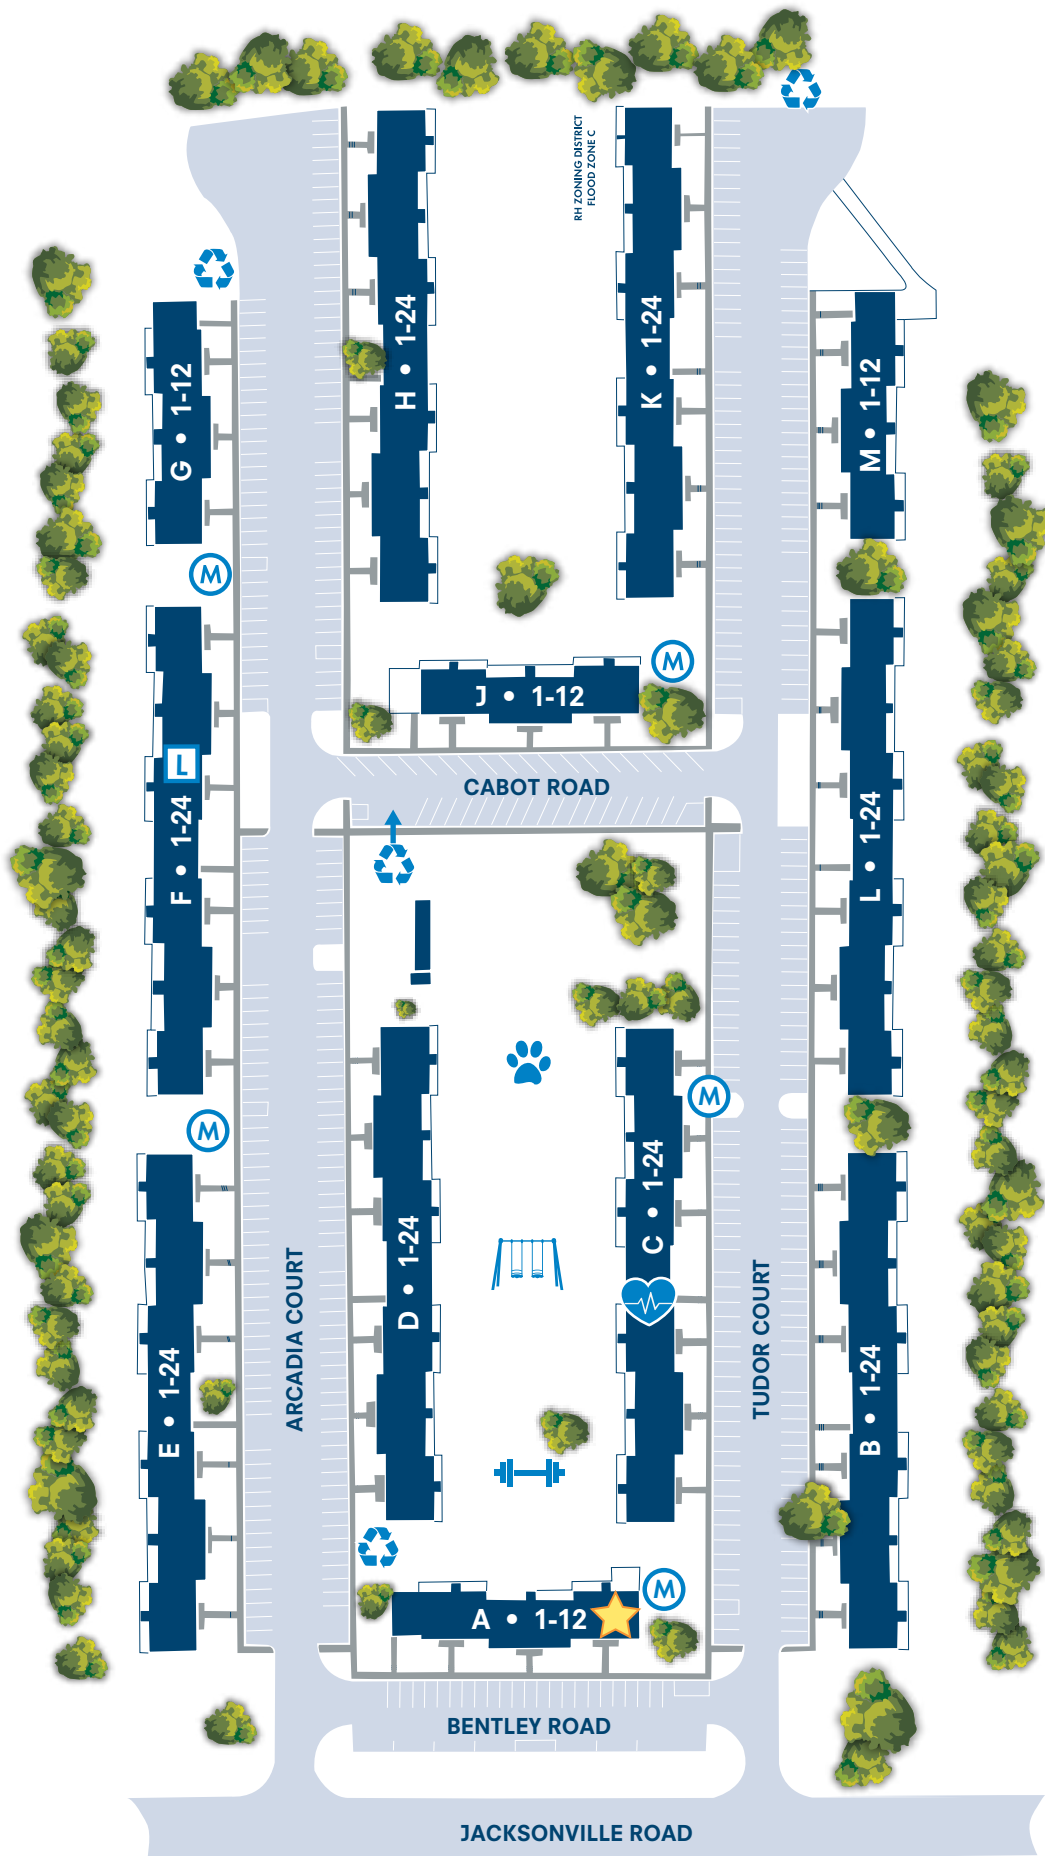 RH ZONING DISTRICT
FLOOD ZONE C
H • 1-24
K • 1-24
G • 1-12
M • 1-12
M
M
J • 1-12
L
CABOT ROAD
F • 1-24
L • 1-24
M
M
C • 1-24
D • 1-24
ARCADIA COURT
TUDOR COURT
E • 1-24
B • 1-24
M
A • 1-12
BENTLEY ROAD
JACKSONVILLE ROAD